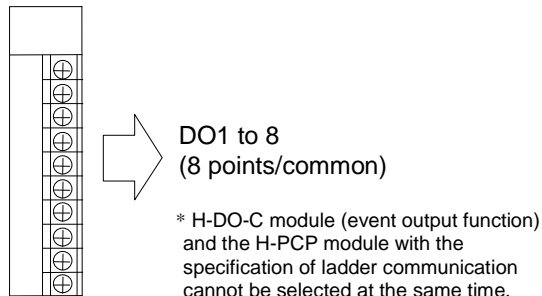 DO1 to 8
(8 points/common)
* H-DO-C module (event output function)
and the H-PCP module with the
specification of ladder communication
cannot be selected at the same time.